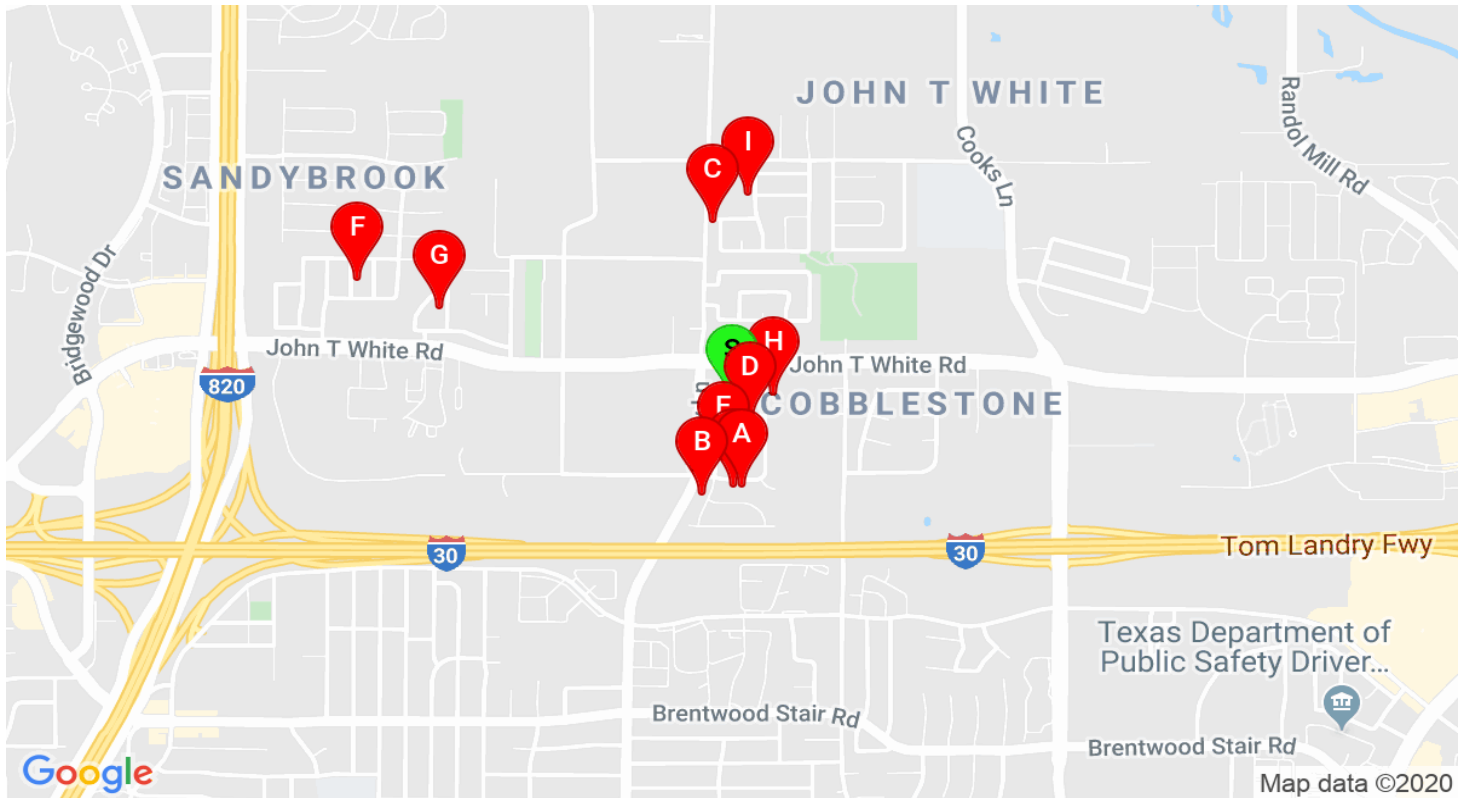 JOHN T WHITE
Randol Mill Rd
Cooks Ln
I
C
SANDYBROOK
F
G
Bridgewood Dr
S
H
D
John T White Rd
John T White Rd
820
E
COBBLESTONE
A
B
30
30
Tom Landry Fwy
Texas Department of
Public Safety Driver...
Brentwood Stair Rd
Brentwood Stair Rd
Google
Map data ©2020